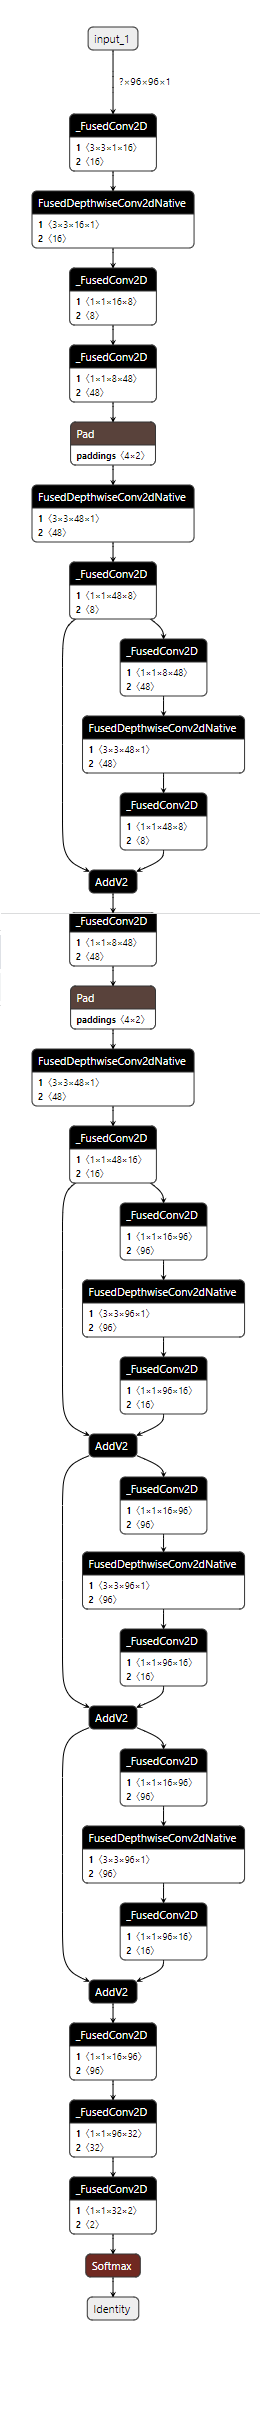 input_1
?×96×96×1
_FusedConv2D
1 〈3×3×1×16〉
2 〈16〉
FusedDepthwiseConv2dNative
1 〈3×3×16×1〉
2 〈16〉
_FusedConv2D
1 〈1×1×16×8〉
2 〈8〉
_FusedConv2D
1 〈1×1×8×48〉
2 〈48〉
Pad
paddings 〈4×2〉
FusedDepthwiseConv2dNative
1 〈3×3×48×1〉
2 〈48〉
_FusedConv2D
1 〈1×1×48×8〉
2 〈8〉
_FusedConv2D
1 〈1×1×8×48〉
2 〈48〉
FusedDepthwiseConv2dNative
1 〈3×3×48×1〉
2 〈48〉
_FusedConv2D
1 〈1×1×48×8〉
2 〈8〉
AddV2
_FusedConv2D
1 〈1×1×8×48〉
2 〈48〉
Pad
paddings 〈4×2〉
FusedDepthwiseConv2dNative
1 〈3×3×48×1〉
2 〈48〉
_FusedConv2D
1 〈1×1×48×16〉
2 〈16〉
_FusedConv2D
1 〈1×1×16×96〉
2 〈96〉
FusedDepthwiseConv2dNative
1 〈3×3×96×1〉
2 〈96〉
_FusedConv2D
1 〈1×1×96×16〉
2 〈16〉
AddV2
_FusedConv2D
1 〈1×1×16×96〉
2 〈96〉
FusedDepthwiseConv2dNative
1 〈3×3×96×1〉
2 〈96〉
_FusedConv2D
1 〈1×1×96×16〉
2 〈16〉
AddV2
_FusedConv2D
1 〈1×1×16×96〉
2 〈96〉
FusedDepthwiseConv2dNative
1 〈3×3×96×1〉
2 〈96〉
_FusedConv2D
1 〈1×1×96×16〉
2 〈16〉
AddV2
_FusedConv2D
1 〈1×1×16×96〉
2 〈96〉
_FusedConv2D
1 〈1×1×96×32〉
2 〈32〉
_FusedConv2D
1 〈1×1×32×2〉
2 〈2〉
Softmax
Identity